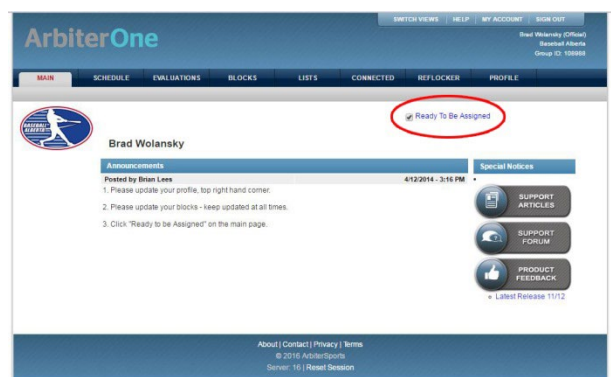 SWITCH VIEWS | HELP | MY ACCOUNT | SIGN OUT
ArbiterOne
Brad Wolansky (Official)
Baseball Alberta
MAIN SCHEDULE EVALUATIONS BLOCKS LISTS CONNECTED REFLOCKER PROFILE
Ready To Be Assigned
BASEBALL
ALBERTA
Brad Wolansky
Announcements
Posted by Brian Lees 4/12/2014 - 3:16 PM
1. Please update your profile, top right hand corner.
2. Please update your blocks - keep updated at all times.
3. Click "Ready to be Assigned" on the main page.
Special Notices
SUPPORT
ARTICLES
SUPPORT
FORUM
PRODUCT
FEEDBACK
Latest Release 11/12
About | Contact | Privacy | Terms
© 2016 ArbiterSports
Server: 16 | Reset Session